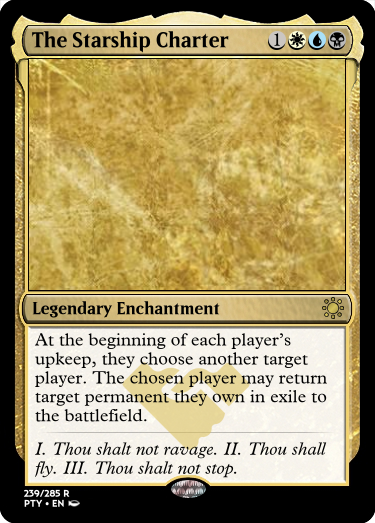 The Starship Charter 1
Legendary Enchantment
At the beginning of each player's
upkeep, they choose another target
player. The chosen player may return
target permanent they own in exile to
the battlefield.
I. Thou shalt not ravage. II. Thou shall
fly. III. Thou shalt not stop.
239/285 R
PTY • EN